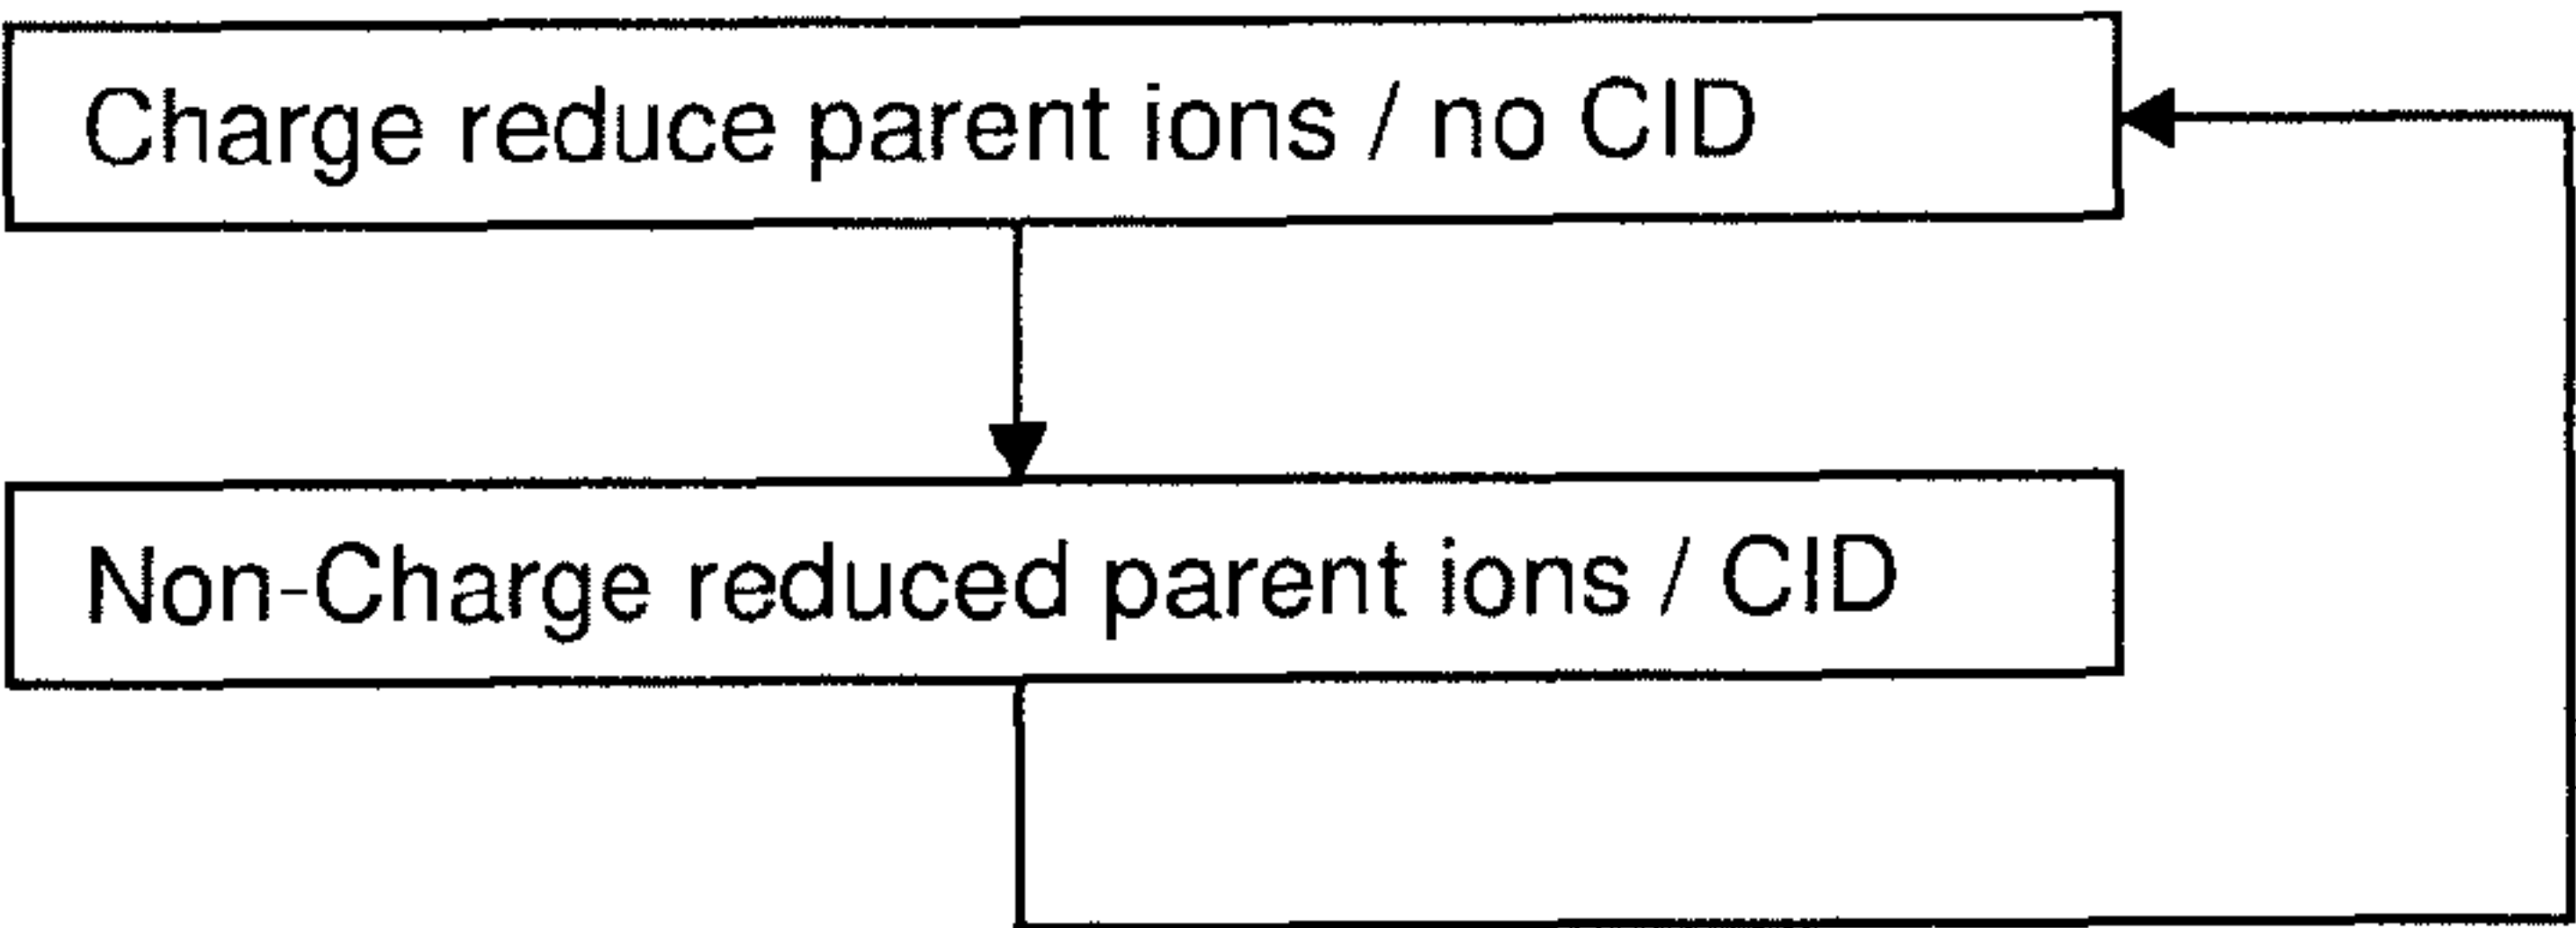 Charge reduce parent ions / no CID
Non-Charge reduced parent ions / CID